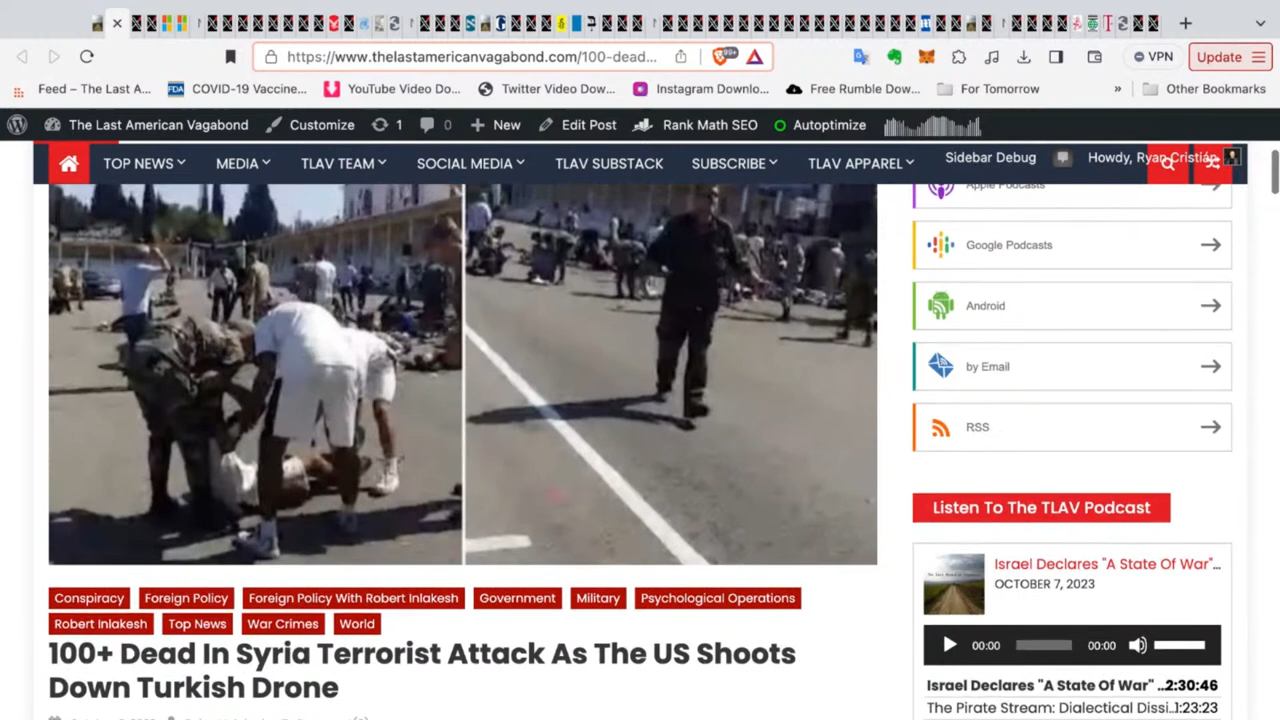 https://www.thelastamericanvagabond.com/100-dead...
99+
VPN
Update
Feed – The Last A...
FDA
COVID-19 Vaccine...
YouTube Video Do...
Twitter Video Dow...
Instagram Downlo...
Free Rumble Dow...
For Tomorrow
»
Other Bookmarks
The Last American Vagabond
Customize
1
0
New
Edit Post
Rank Math SEO
Autoptimize
TOP NEWS
MEDIA
TLAV TEAM
SOCIAL MEDIA
TLAV SUBSTACK
SUBSCRIBE
TLAV APPAREL
Sidebar Debug
Howdy, Ryan Cristián
Apple Podcasts
Google Podcasts
Android
by Email
RSS
Listen To The TLAV Podcast
Israel Declares "A State Of War"...
OCTOBER 7, 2023
00:00
00:00
Israel Declares "A State Of War" ...2:30:46
The Pirate Stream: Dialectical Dissi...1:23:23
Conspiracy
Foreign Policy
Foreign Policy With Robert Inlakesh
Government
Military
Psychological Operations
Robert Inlakesh
Top News
War Crimes
World
100+ Dead In Syria Terrorist Attack As The US Shoots
Down Turkish Drone